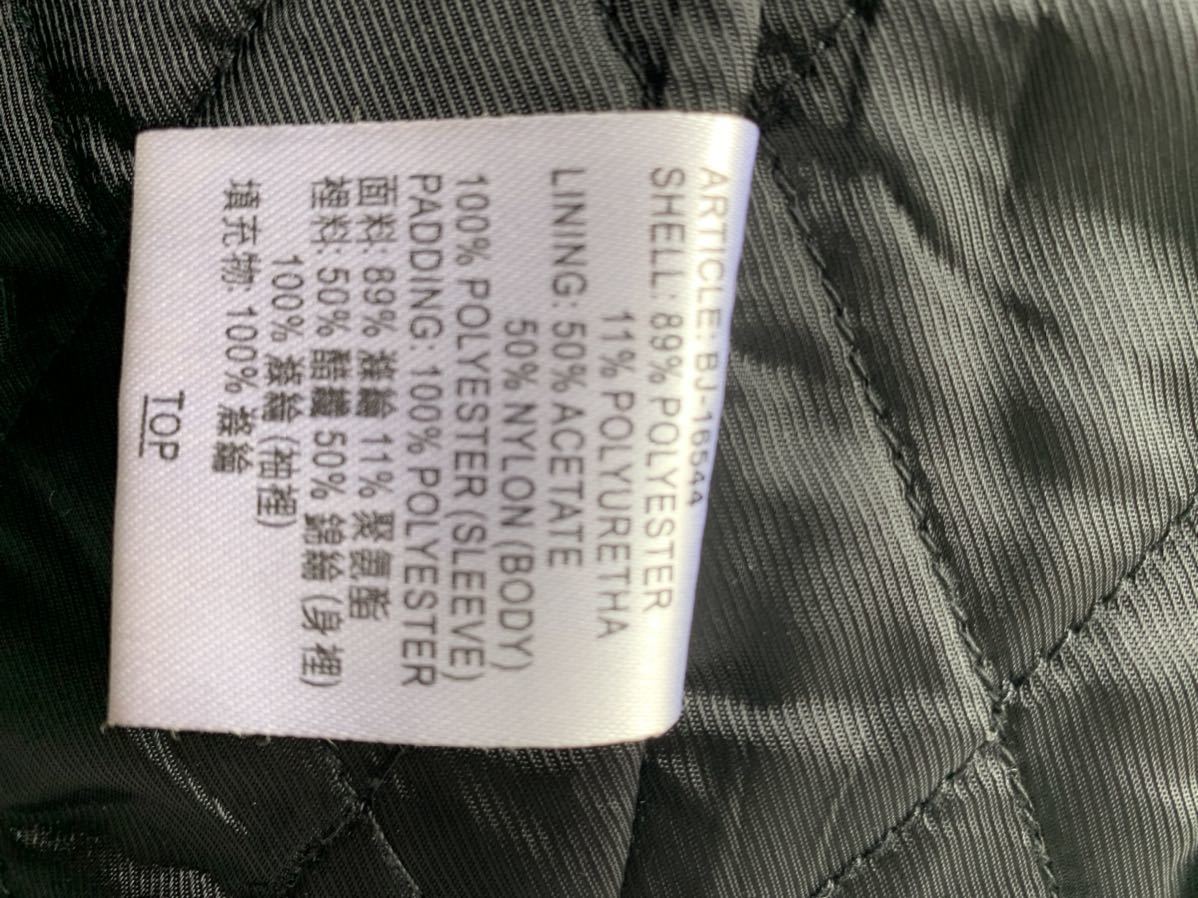 ARTICLE: BJ-16544
SHELL: 89% POLYESTER
11% POLYURETHA
LINING: 50% ACETATE
50% NYLON (BODY)
100% POLYESTER (SLEEVE)
PADDING: 100% POLYESTER
面料: 89% 滌綸 11% 聚氨酯
裡料: 50% 醋纖 50% 錦綸 (身裡)
100% 滌綸 (袖裡)
填充物: 100% 滌綸
TOP